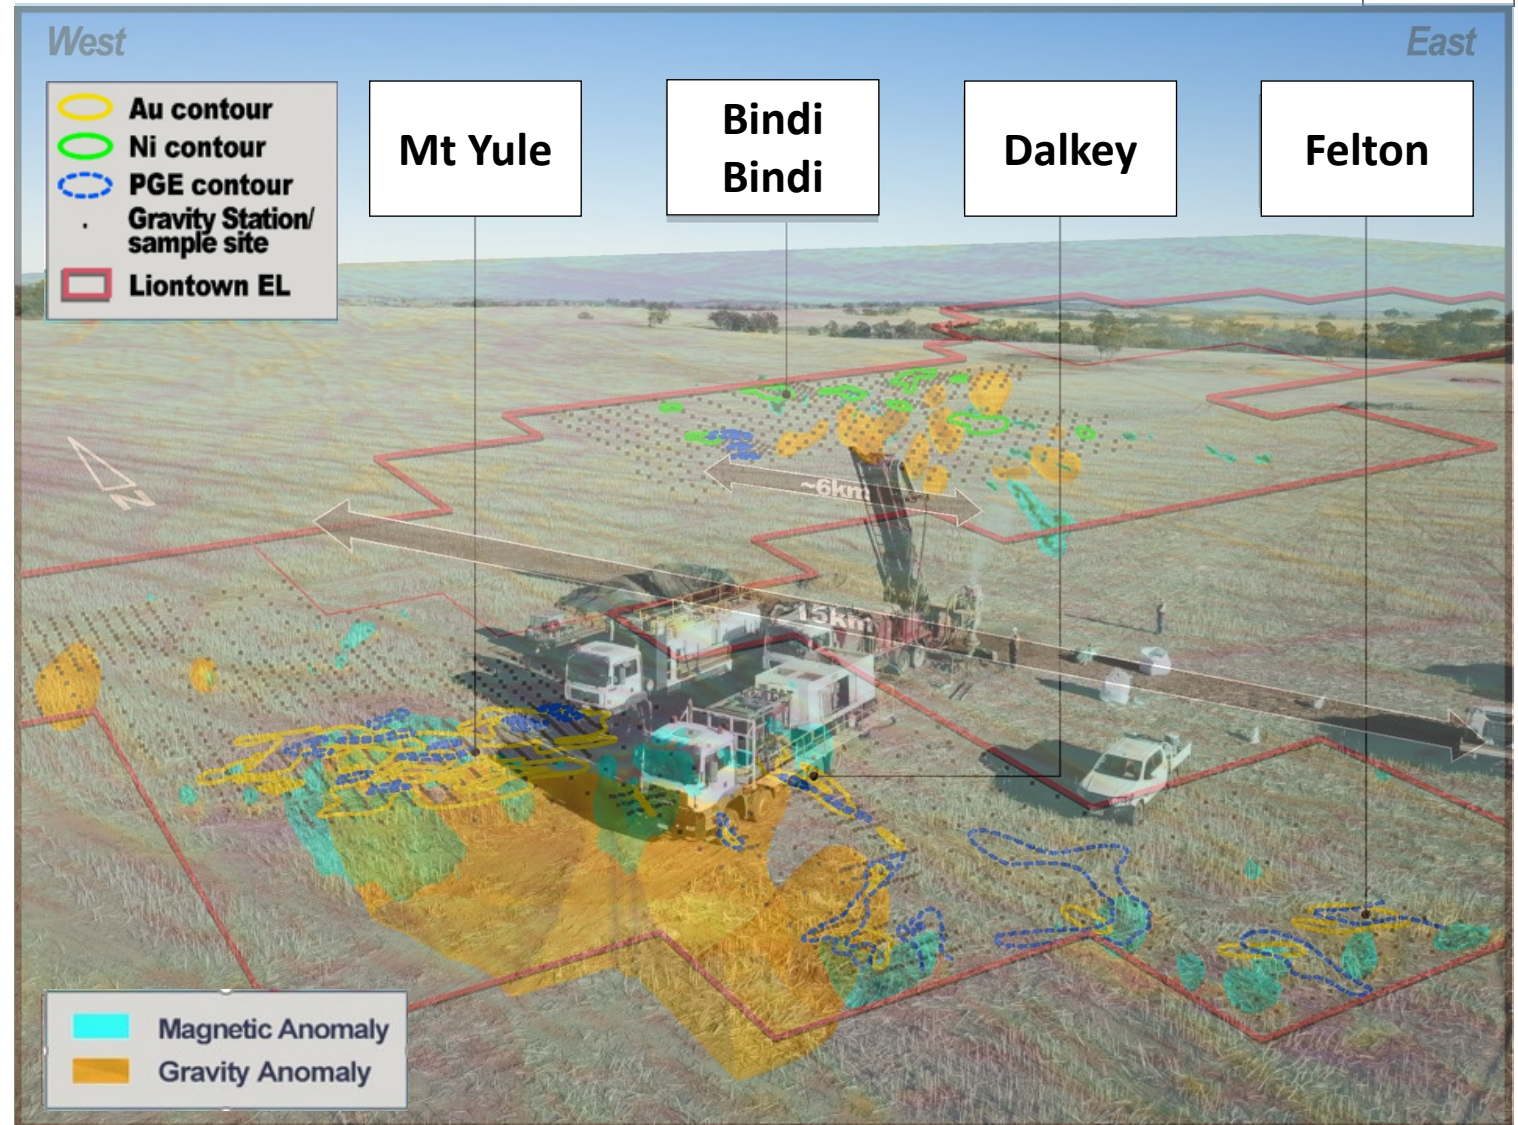 West
East
Au contour
Ni contour
PGE contour
Gravity Station/
sample site
Liontown EL
Mt Yule
Bindi
Bindi
Dalkey
Felton
N
~6km
~15km
Magnetic Anomaly
Gravity Anomaly